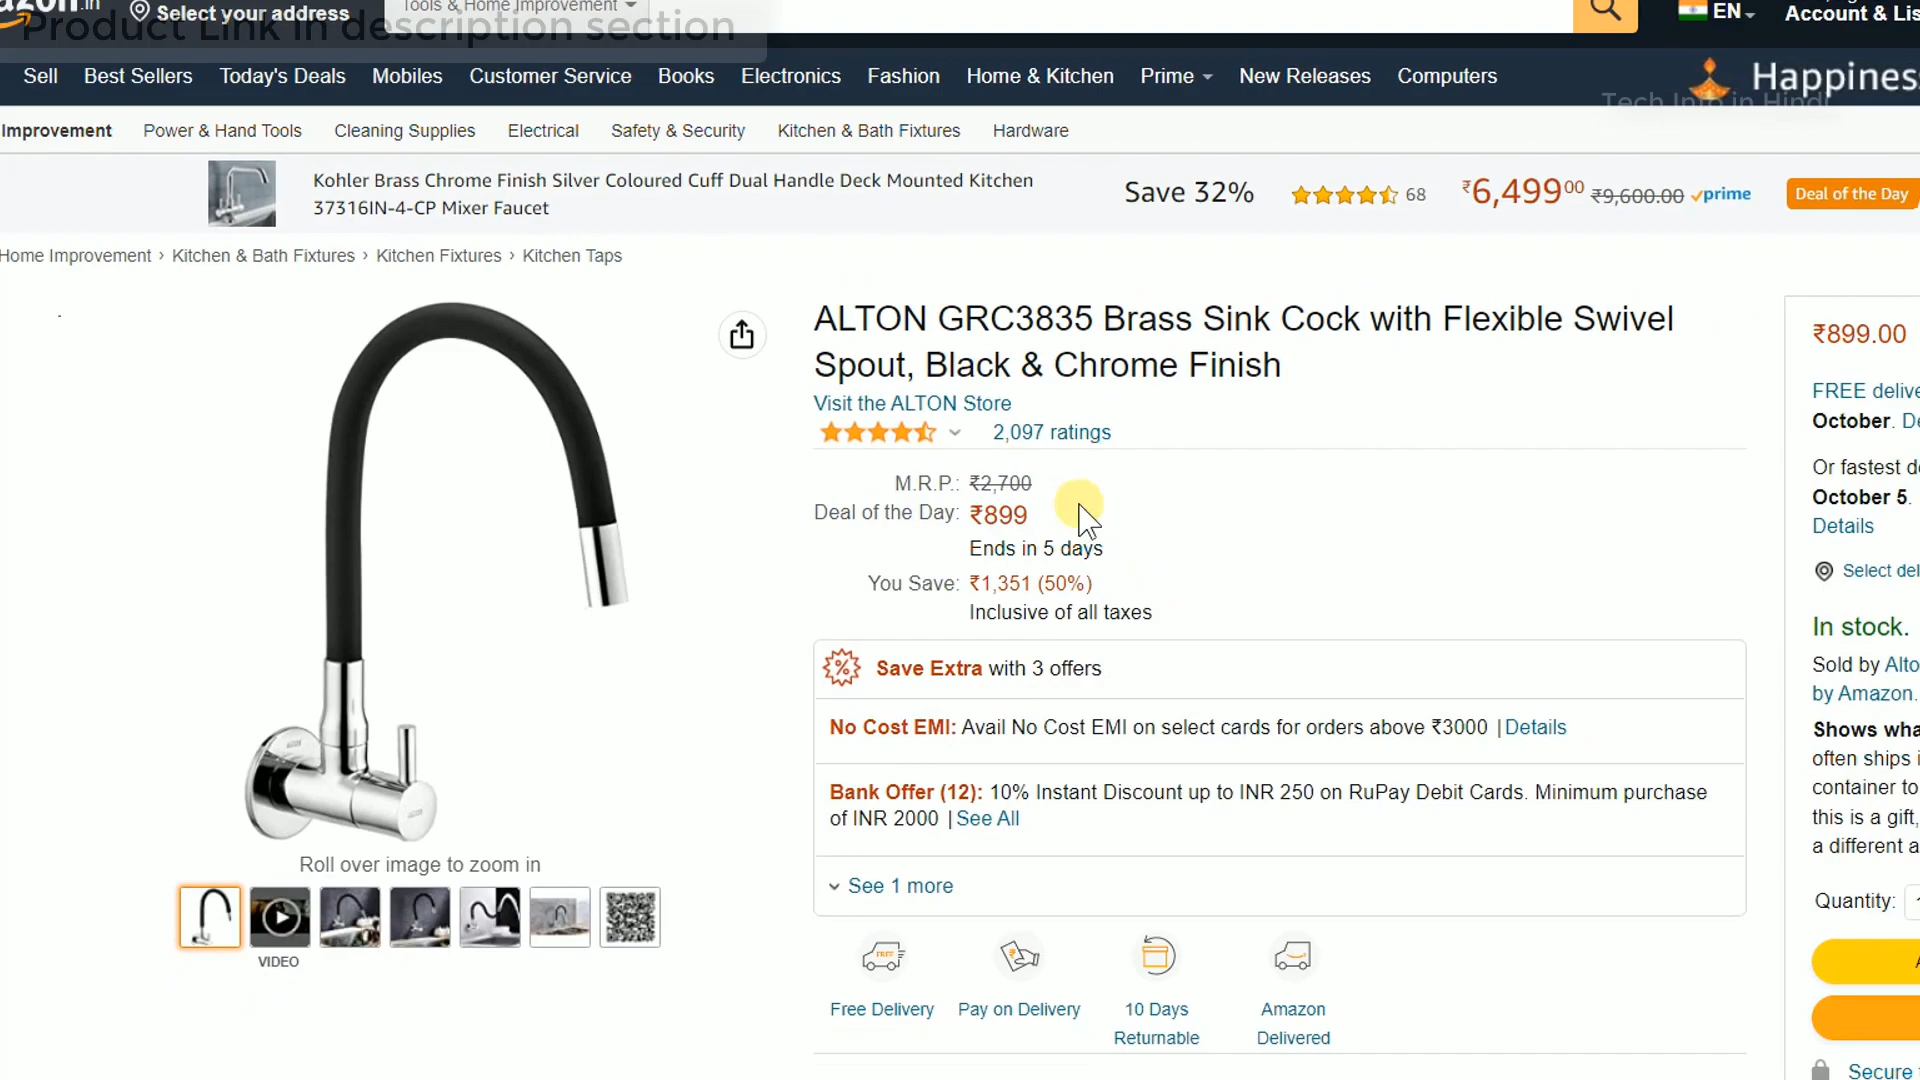 .in
Select your address
Tools & Home Improvement
EN
Account & Lis
Product Link in description section
Sell Best Sellers Today's Deals Mobiles Customer Service Books Electronics Fashion Home & Kitchen Prime New Releases Computers
Happiness
Tech Info in Hindi
Improvement Power & Hand Tools Cleaning Supplies Electrical Safety & Security Kitchen & Bath Fixtures Hardware
Kohler Brass Chrome Finish Silver Coloured Cuff Dual Handle Deck Mounted Kitchen
37316IN-4-CP Mixer Faucet
Save 32%
68
₹6,49900 ₹9,600.00 prime
Deal of the Day
Home Improvement › Kitchen & Bath Fixtures › Kitchen Fixtures › Kitchen Taps
Roll over image to zoom in
VIDEO
ALTON GRC3835 Brass Sink Cock with Flexible Swivel
Spout, Black & Chrome Finish
Visit the ALTON Store
2,097 ratings
M.R.P.: ₹2,700
Deal of the Day: ₹899
Ends in 5 days
You Save: ₹1,351 (50%)
Inclusive of all taxes
Save Extra with 3 offers
No Cost EMI: Avail No Cost EMI on select cards for orders above ₹3000 | Details
Bank Offer (12): 10% Instant Discount up to INR 250 on RuPay Debit Cards. Minimum purchase
of INR 2000 | See All
See 1 more
FREE
Free Delivery
Pay on Delivery
10 Days
Returnable
Amazon
Delivered
₹899.00
FREE delive
October. De
Or fastest d
October 5.
Details
Select del
In stock.
Sold by Alto
by Amazon.
Shows wha
often ships i
container to
this is a gift,
a different a
Quantity:
Secure